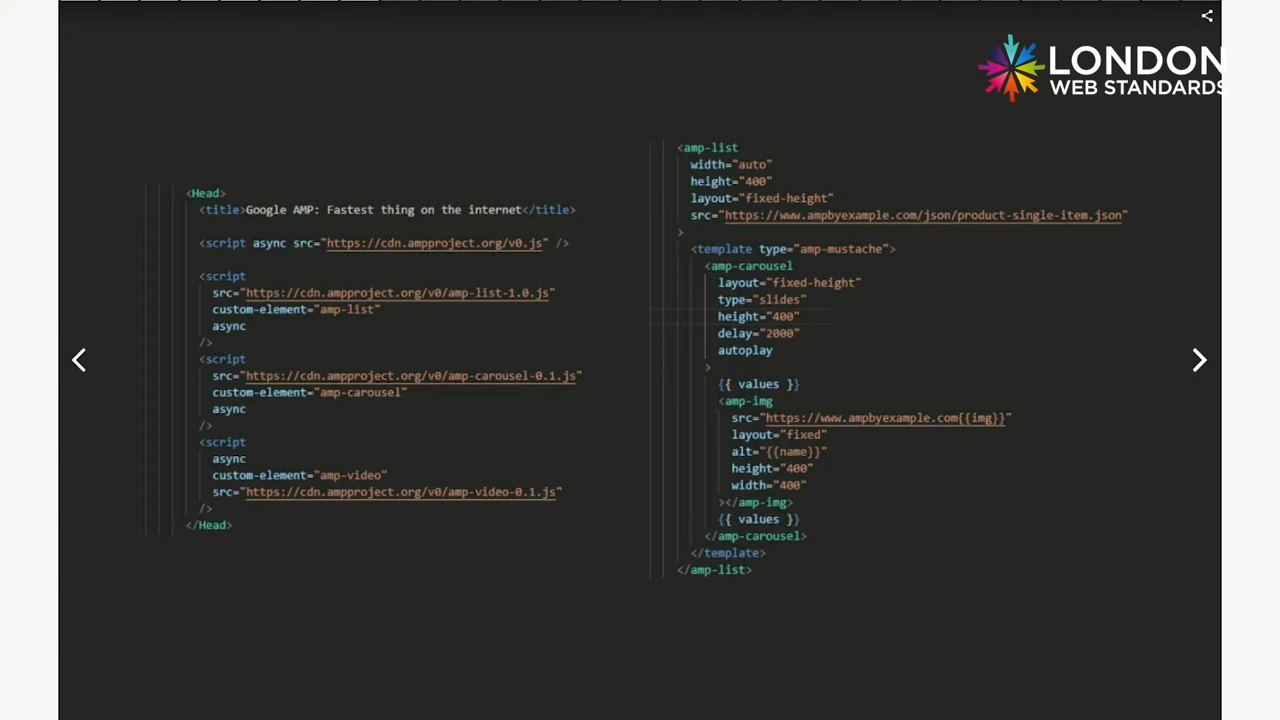 LONDON
WEB STANDARDS
<Head>
<title>Google AMP: Fastest thing on the internet</title>
<script async src="https://cdn.ampproject.org/v0.js" />
<script
src="https://cdn.ampproject.org/v0/amp-list-1.0.js"
custom-element="amp-list"
async
/>
<script
src="https://cdn.ampproject.org/v0/amp-carousel-0.1.js"
custom-element="amp-carousel"
async
/>
<script
async
custom-element="amp-video"
src="https://cdn.ampproject.org/v0/amp-video-0.1.js"
/>
</Head>
<amp-list
width="auto"
height="400"
layout="fixed-height"
src="https://www.ampbyexample.com/json/product-single-item.json"
>
<template type="amp-mustache">
<amp-carousel
layout="fixed-height"
type="slides"
height="400"
delay="2000"
autoplay
>
{{ values }}
<amp-img
src="https://www.ampbyexample.com{{img}}"
layout="fixed"
alt="{{name}}"
height="400"
width="400"
></amp-img>
{{ values }}
</amp-carousel>
</template>
</amp-list>